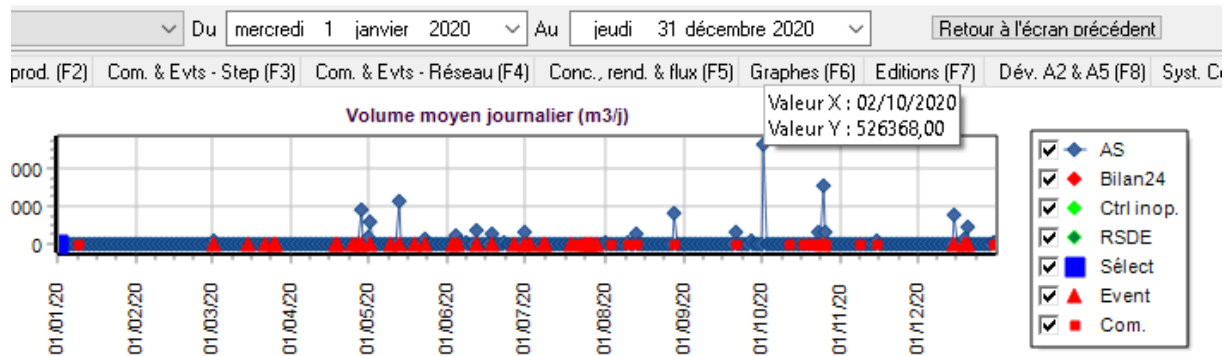 Du mercredi 1 janvier 2020 Au jeudi 31 décembre 2020 Retour à l'écran précédent
prod. (F2) Com. & Evts - Step (F3) Com. & Evts - Réseau (F4) Conc., rend. & flux (F5) Graphes (F6) Editions (F7) Dév. A2 & A5 (F8) Syst.
Valeur X : 02/10/2020
Valeur Y : 526368,00
Volume moyen journalier (m3/j)
000
000
0
01/01/20 01/02/20 01/03/20 01/04/20 01/05/20 01/06/20 01/07/20 01/08/20 01/09/20 01/10/20 01/11/20 01/12/20
AS
Bilan24
Ctrl inop.
RSDE
Sélect
Event
Com.